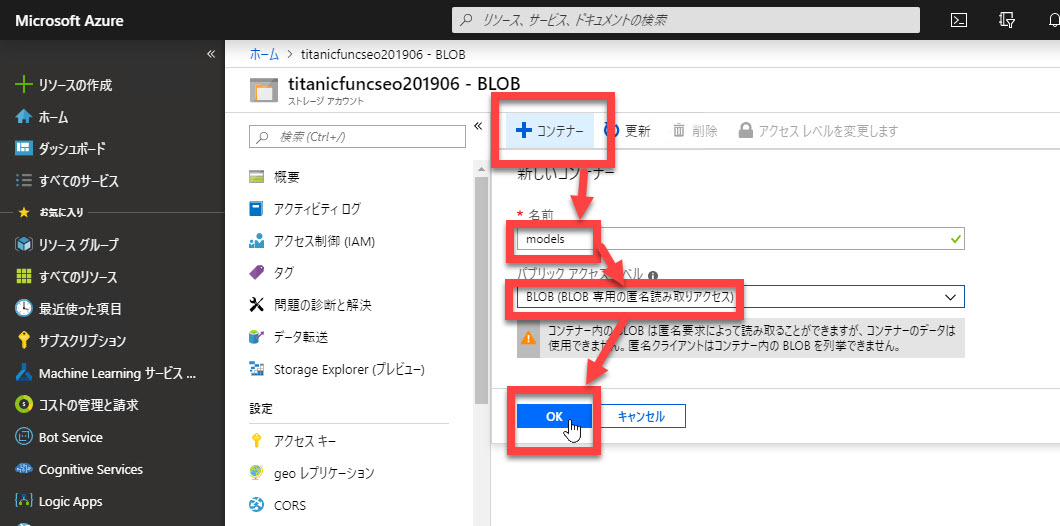 Microsoft Azure
リソース、サービス、ドキュメントの検索
リソースの作成
ホーム
ダッシュボード
すべてのサービス
お気に入り
リソース グループ
すべてのリソース
最近使った項目
サブスクリプション
Machine Learning サービス ...
コストの管理と請求
Bot Service
Cognitive Services
Logic Apps
ホーム > titanicfuncseo201906 - BLOB
titanicfuncseo201906 - BLOB
ストレージ アカウント
検索 (Ctrl+/)
概要
アクティビティ ログ
アクセス制御 (IAM)
タグ
問題の診断と解決
データ転送
Storage Explorer (プレビュー)
設定
アクセス キー
geo レプリケーション
CORS
コンテナー 更新 削除 アクセス レベルを変更します
新しいコンテナー
* 名前
models
パブリック アクセス レベル
BLOB (BLOB 専用の匿名読み取りアクセス)
コンテナー内の BLOB は匿名要求によって読み取ることができますが、コンテナーのデータは
使用できません。匿名クライアントはコンテナー内の BLOB を列挙できません。
OK キャンセル